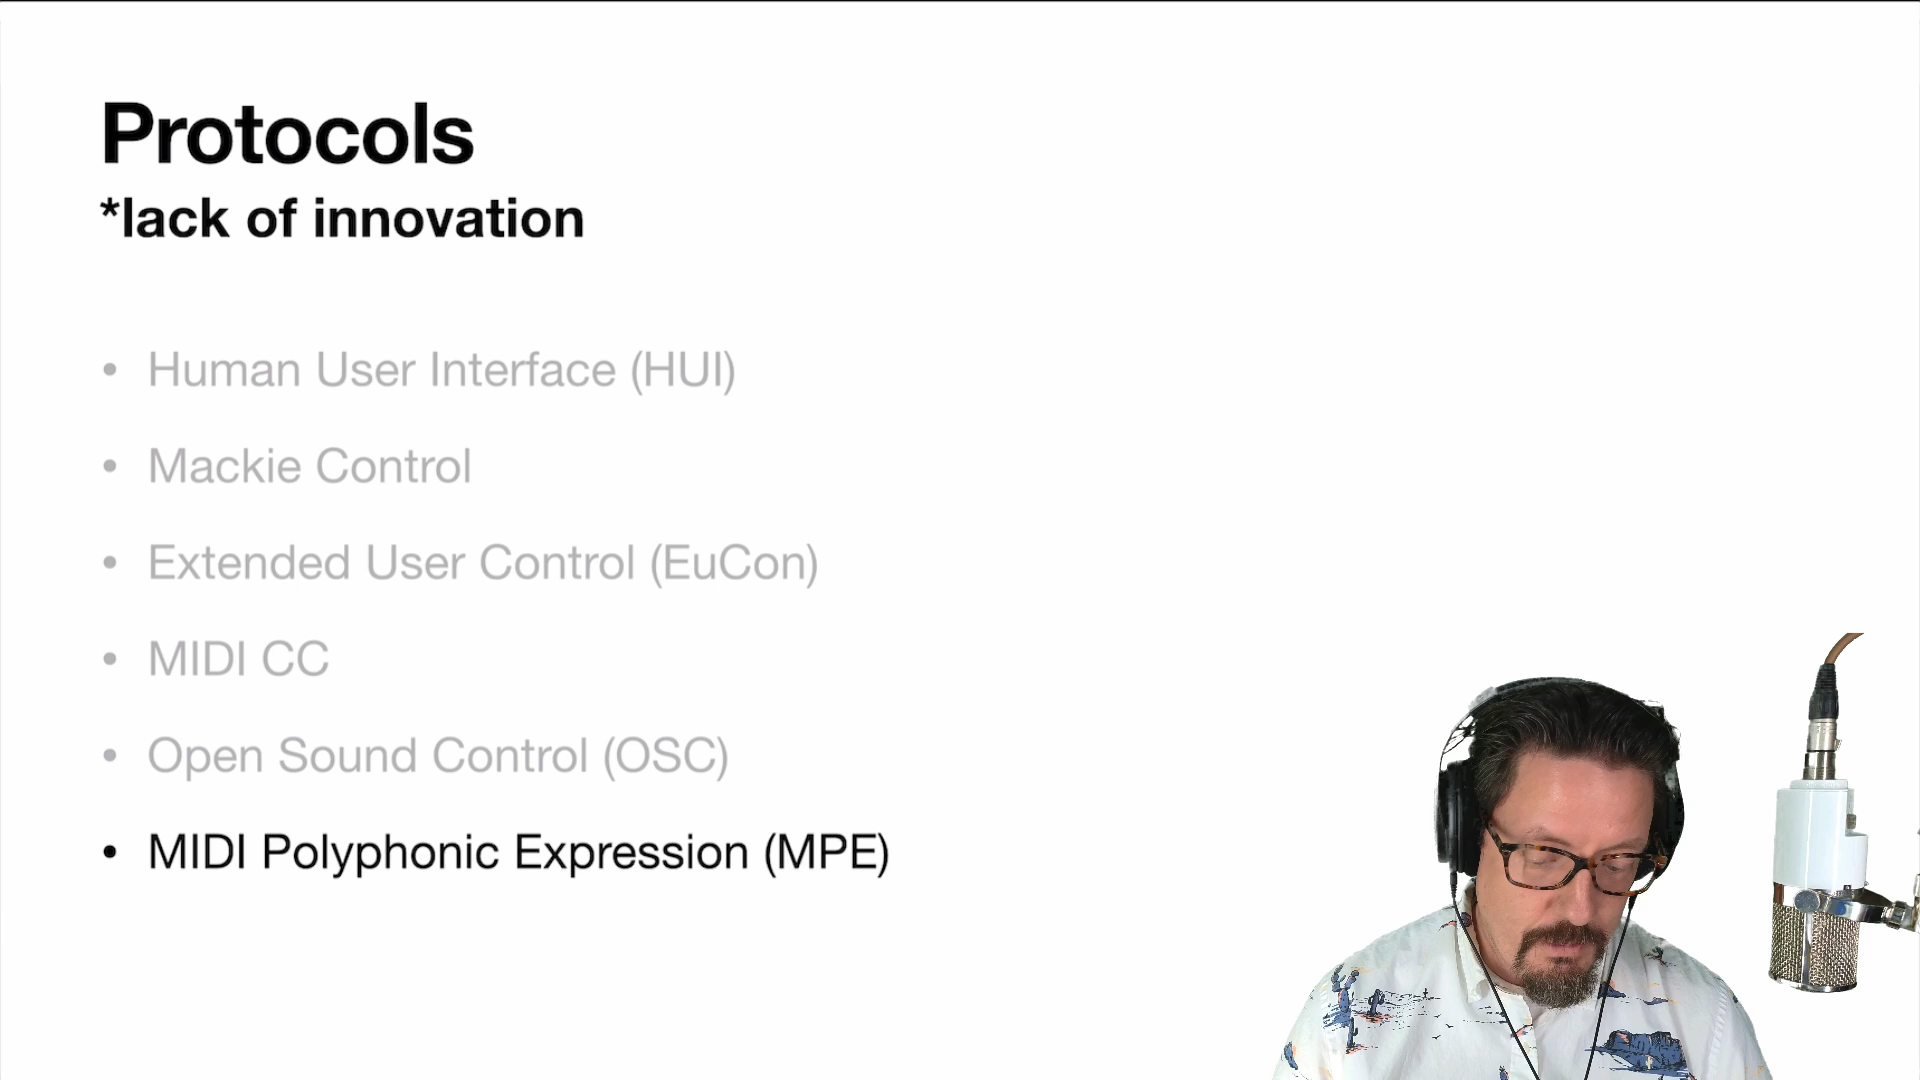 Protocols
*lack of innovation
• Human User Interface (HUI)
• Mackie Control
• Extended User Control (EuCon)
• MIDI CC
• Open Sound Control (OSC)
• MIDI Polyphonic Expression (MPE)